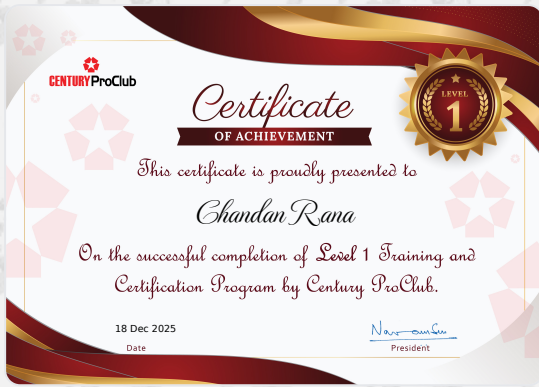 CENTURY ProClub
Certificate
OF ACHIEVEMENT
LEVEL
1
This certificate is proudly presented to
Chandan Rana
On the successful completion of Level 1 Training and
Certification Program by Century ProClub.
18 Dec 2025
Date
President